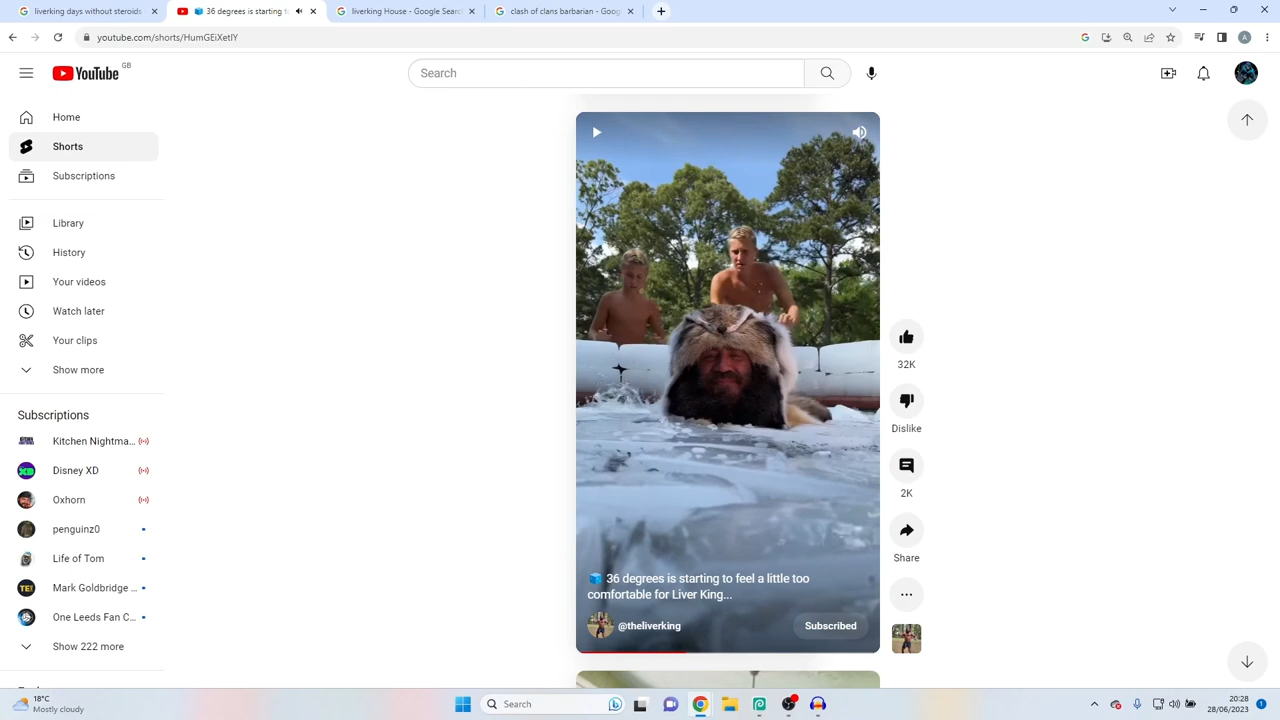 liverking days without steroids
36 degrees is starting to
liverking House - Google Searc
clash of clans barbarian - Goog
youtube.com/shorts/HumGEiXetlY
A
YouTube GB
Search
Home
Shorts
Subscriptions
Library
History
Your videos
Watch later
Your clips
Show more
Subscriptions
Kitchen Nightma...
Disney XD
Oxhorn
penguinz0
Life of Tom
Mark Goldbridge ...
One Leeds Fan C...
Show 222 more
32K
Dislike
2K
Share
36 degrees is starting to feel a little too
comfortable for Liver King...
@theliverking
Subscribed
18°C
Mostly cloudy
Search
20:28
28/06/2023